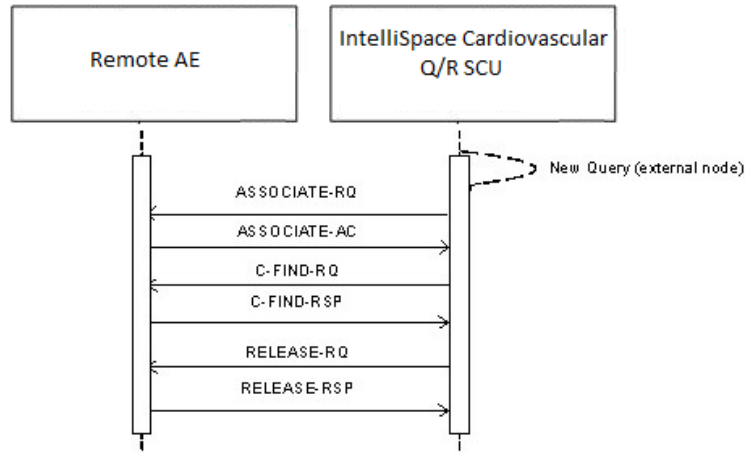 Remote AE
IntelliSpace Cardiovascular
Q/R SCU
New Query (external node)
ASSOCIATE-RQ
ASSOCIATE-AC
C-FIND-RQ
C-FIND-RSP
RELEASE-RQ
RELEASE-RSP